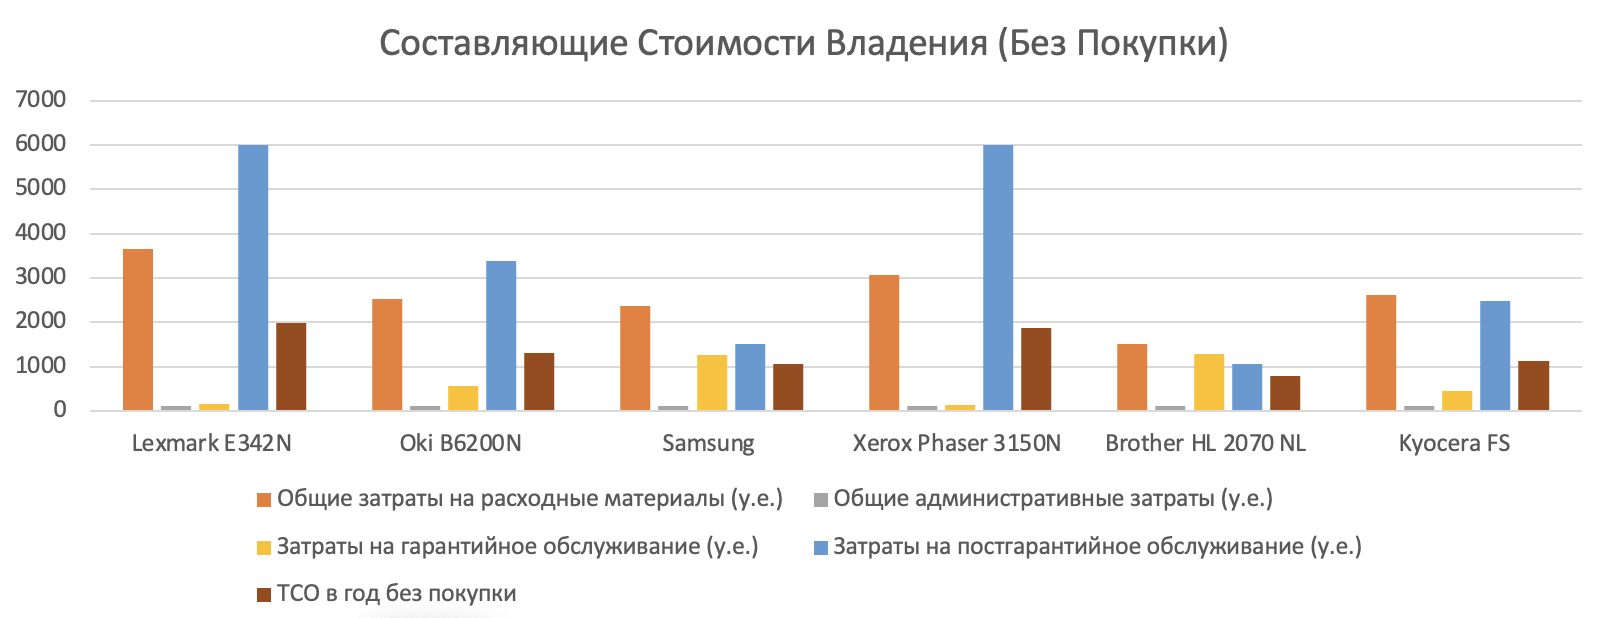 Составляющие Стоимости Владения (Без Покупки)
7000
6000
5000
4000
3000
2000
1000
0
Lexmark E342N Oki B6200N Samsung Xerox Phaser 3150N Brother HL 2070 NL Kyocera FS
Общие затраты на расходные материалы (у.е.) Общие административные затраты (у.е.)
Затраты на гарантийное обслуживание (у.е.) Затраты на постгарантийное обслуживание (у.е.)
ТСО в год без покупки